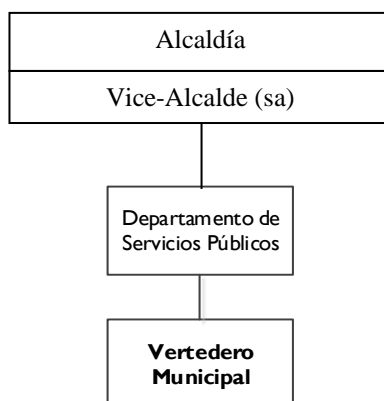 Alcaldía
Vice-Alcalde (sa)
Departamento de
Servicios Públicos
Vertedero
Municipal